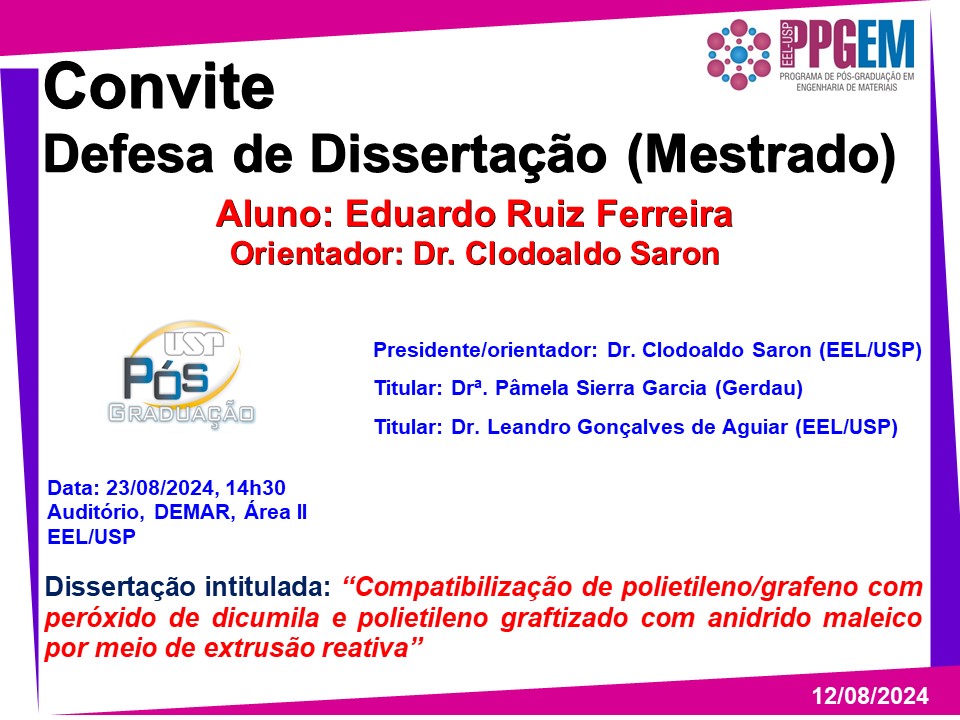 EEL-USP
PPGEM
PROGRAMA DE PÓS-GRADUAÇÃO EM
ENGENHARIA DE MATERIAIS
Convite
Defesa de Dissertação (Mestrado)
Aluno: Eduardo Ruiz Ferreira
Orientador: Dr. Clodoaldo Saron
USP
Pós
GRADUAÇÃO
Presidente/orientador: Dr. Clodoaldo Saron (EEL/USP)
Titular: Drª. Pâmela Sierra Garcia (Gerdau)
Titular: Dr. Leandro Gonçalves de Aguiar (EEL/USP)
Data: 23/08/2024, 14h30
Auditório, DEMAR, Área II
EEL/USP
Dissertação intitulada: “Compatibilização de polietileno/grafeno com
peróxido de dicumila e polietileno graftizado com anidrido maleico
por meio de extrusão reativa”
12/08/2024